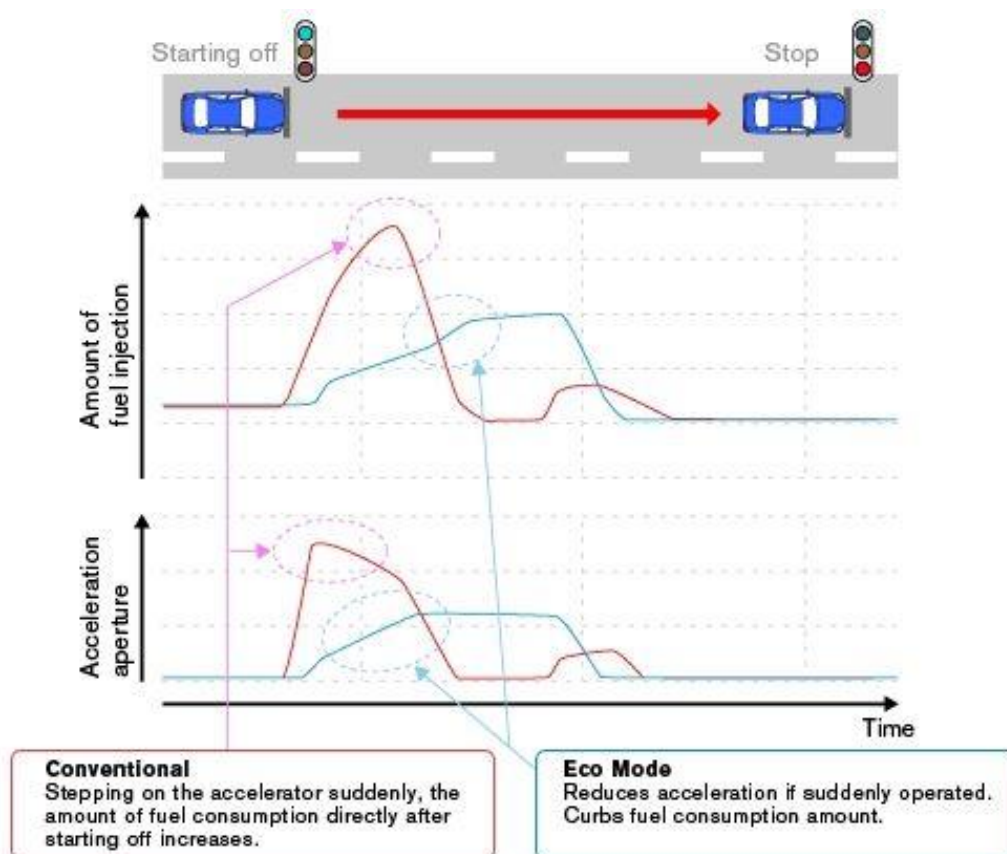 Starting off
Stop
Amount of
fuel injection
Acceleration
aperture
Time
Conventional
Stepping on the accelerator suddenly, the
amount of fuel consumption directly after
starting off increases.
Eco Mode
Reduces acceleration if suddenly operated.
Curbs fuel consumption amount.